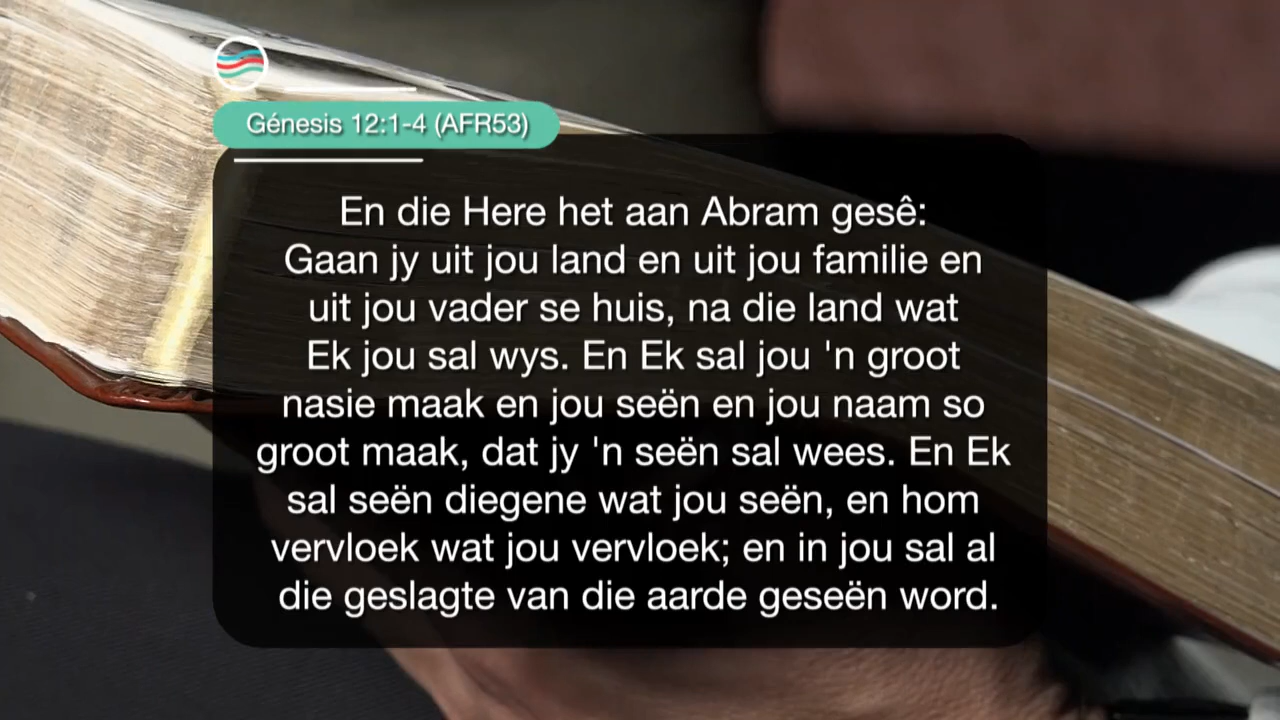 Génesis 12:1-4 (AFR53)
En die Here het aan Abram gesê:
Gaan jy uit jou land en uit jou familie en
uit jou vader se huis, na die land wat
Ek jou sal wys. En Ek sal jou 'n groot
nasie maak en jou seën en jou naam so
groot maak, dat jy 'n seën sal wees. En Ek
sal seën diegene wat jou seën, en hom
vervloek wat jou vervloek; en in jou sal al
die geslagte van die aarde geseën word.